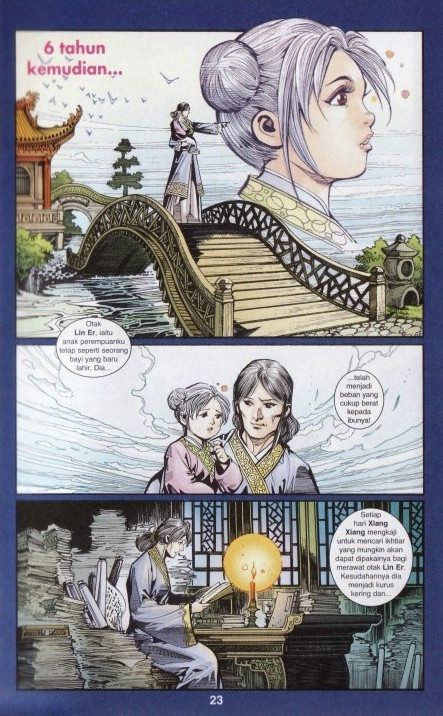 6 tahun
kemudian...
Otak
Lin Er, iaitu
anak perempuanku
tetap seperti seorang
bayi yang baru
lahir. Dia...
...telah
menjadi
beban yang
cukup berat
kepada
ibunya!
Setiap
hari Xiang
Xiang mengkaji
untuk mencari ikhtiar
yang mungkin akan
dapat dipakainya bagi
merawat otak Lin Er.
Kesudahannya dia
menjadi kurus
kering dan...
23